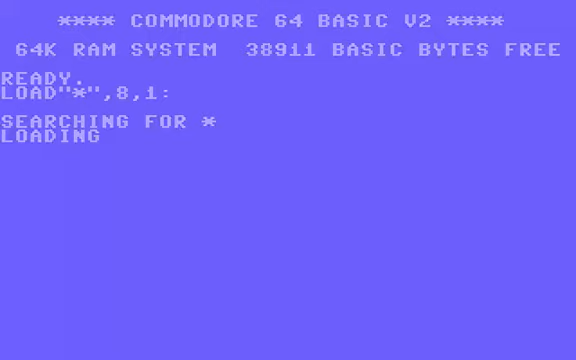 **** COMMODORE 64 BASIC V2 ****
64K RAM SYSTEM  38911 BASIC BYTES FREE
READY.
LOAD"*",8,1:
SEARCHING FOR *
LOADING